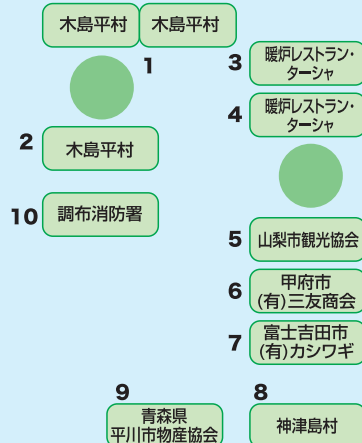 木島平村 木島平村
1
3 暖炉レストラン・
ターシャ
4 暖炉レストラン・
ターシャ
2 木島平村
10 調布消防署
5 山梨市観光協会
6 甲府市
(有)三友商会
7 富士吉田市
(有)カシワギ
9
青森県
平川市物産協会
8
神津島村